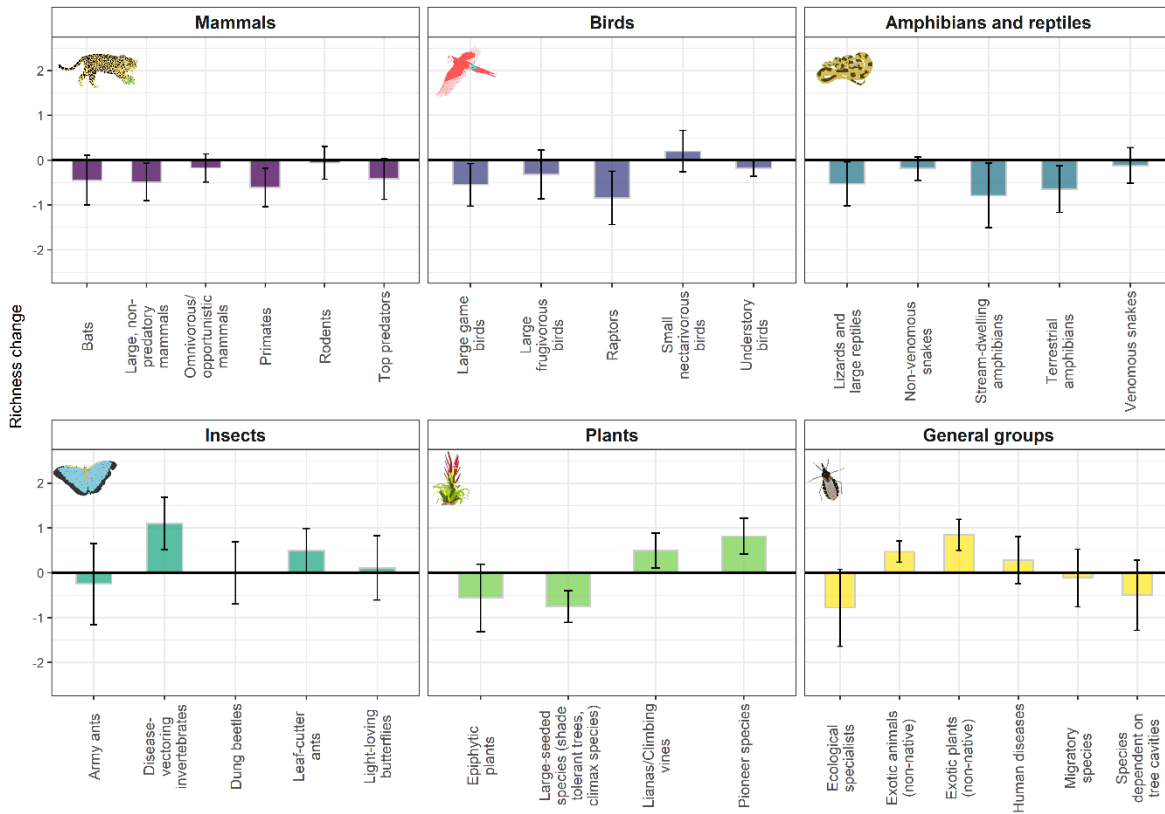 Mammals
Birds
Amphibians and reptiles
2
1
0
-1
-2
Bats
Large, non-
predatory
mammals
Omnivorous/
opportunistic
mammals
Primates
Rodents
Top predators
Large game
birds
Large
frugivorous
birds
Raptors
Small
nectarivorous
birds
Understory
birds
Lizards and
large reptiles
Non-venomous
snakes
Stream-dwelling
amphibians
Terrestrial
amphibians
Venomous snakes
Richness change
Insects
Plants
General groups
2
1
0
-1
-2
Army ants
Disease-
vectoring
invertebrates
Dung beetles
Leaf-cutter
ants
Light-loving
butterflies
Epiphytic
plants
Large-seeded
species (shade
tolerant trees,
climax species)
Lianas/Climbing
vines
Pioneer species
Ecological
specialists
Exotic animals
(non-native)
Exotic plants
(non-native)
Human diseases
Migratory
species
Species
dependent on
tree cavities